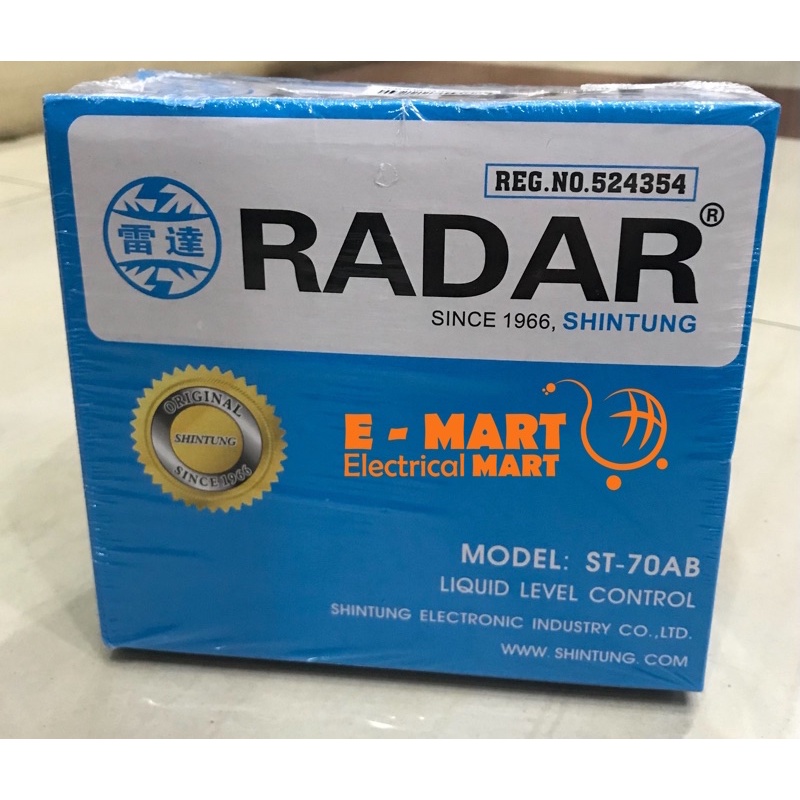 REG.NO.524354
雷達
RADAR®
SINCE 1966, SHINTUNG
ORIGINAL
SHINTUNG
SINCE 1966
E - MART
Electrical MART
MODEL: ST-70AB
LIQUID LEVEL CONTROL
SHINTUNG ELECTRONIC INDUSTRY CO.,LTD.
WWW.SHINTUNG.COM